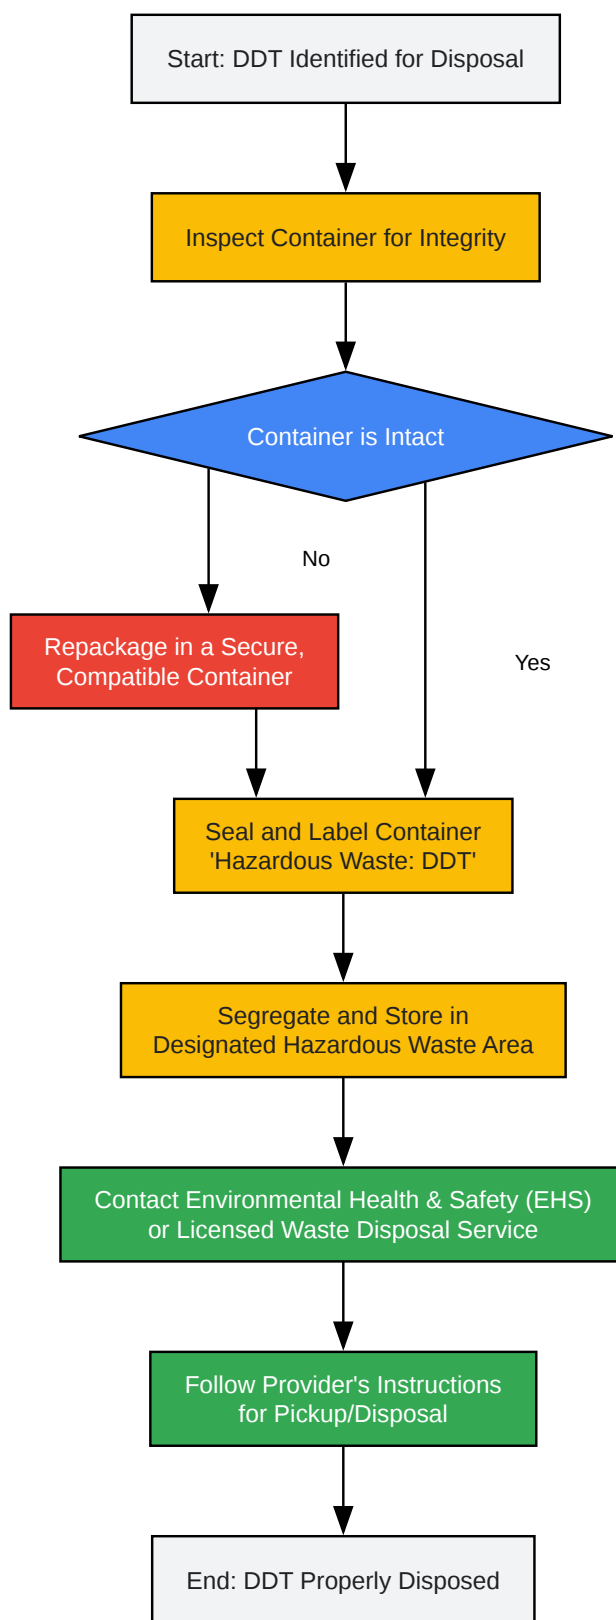 Start: DDT Identified for Disposal
Inspect Container for Integrity
Container is Intact
No
Repackage in a Secure,
Compatible Container
Yes
Seal and Label Container
'Hazardous Waste: DDT'
Segregate and Store in
Designated Hazardous Waste Area
Contact Environmental Health & Safety (EHS)
or Licensed Waste Disposal Service
Follow Provider's Instructions
for Pickup/Disposal
End: DDT Properly Disposed